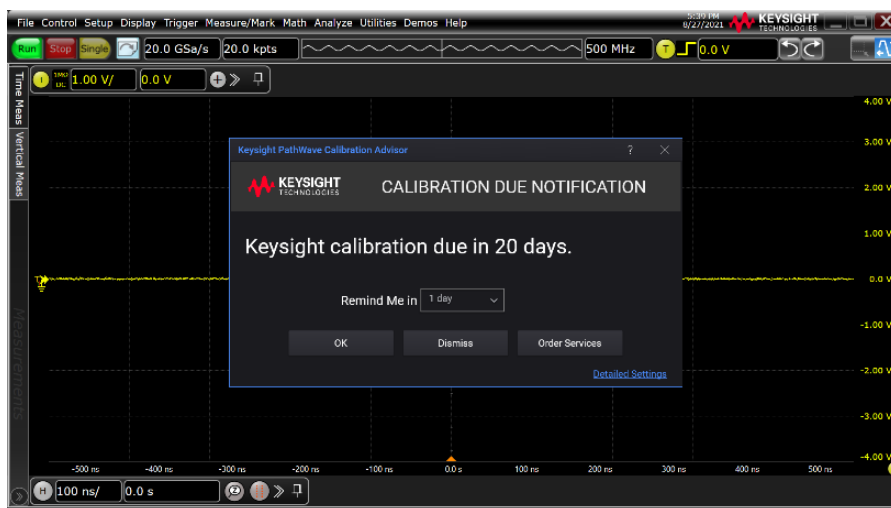 File Control Setup Display Trigger Measure/Mark Math Analyze Utilities Demos Help
5:39 PM
8/27/2021
KEYSIGHT
TECHNOLOGIES
Run Stop Single 20.0 GSa/s 20.0 kpts 500 MHz T 0.0 V
1 1MΩ DC 1.00 V/ 0.0 V
Time Meas
Vertical Meas
Measurements
4.00 V
3.00 V
2.00 V
1.00 V
0.0 V
-1.00 V
-2.00 V
-3.00 V
-4.00 V
Keysight PathWave Calibration Advisor ?
KEYSIGHT
TECHNOLOGIES
CALIBRATION DUE NOTIFICATION
Keysight calibration due in 20 days.
Remind Me in 1 day
OK Dismiss Order Services
Detailed Settings
T
-500 ns -400 ns -300 ns -200 ns -100 ns 0.0 s 100 ns 200 ns 300 ns 400 ns 500 ns
H 100 ns/ 0.0 s